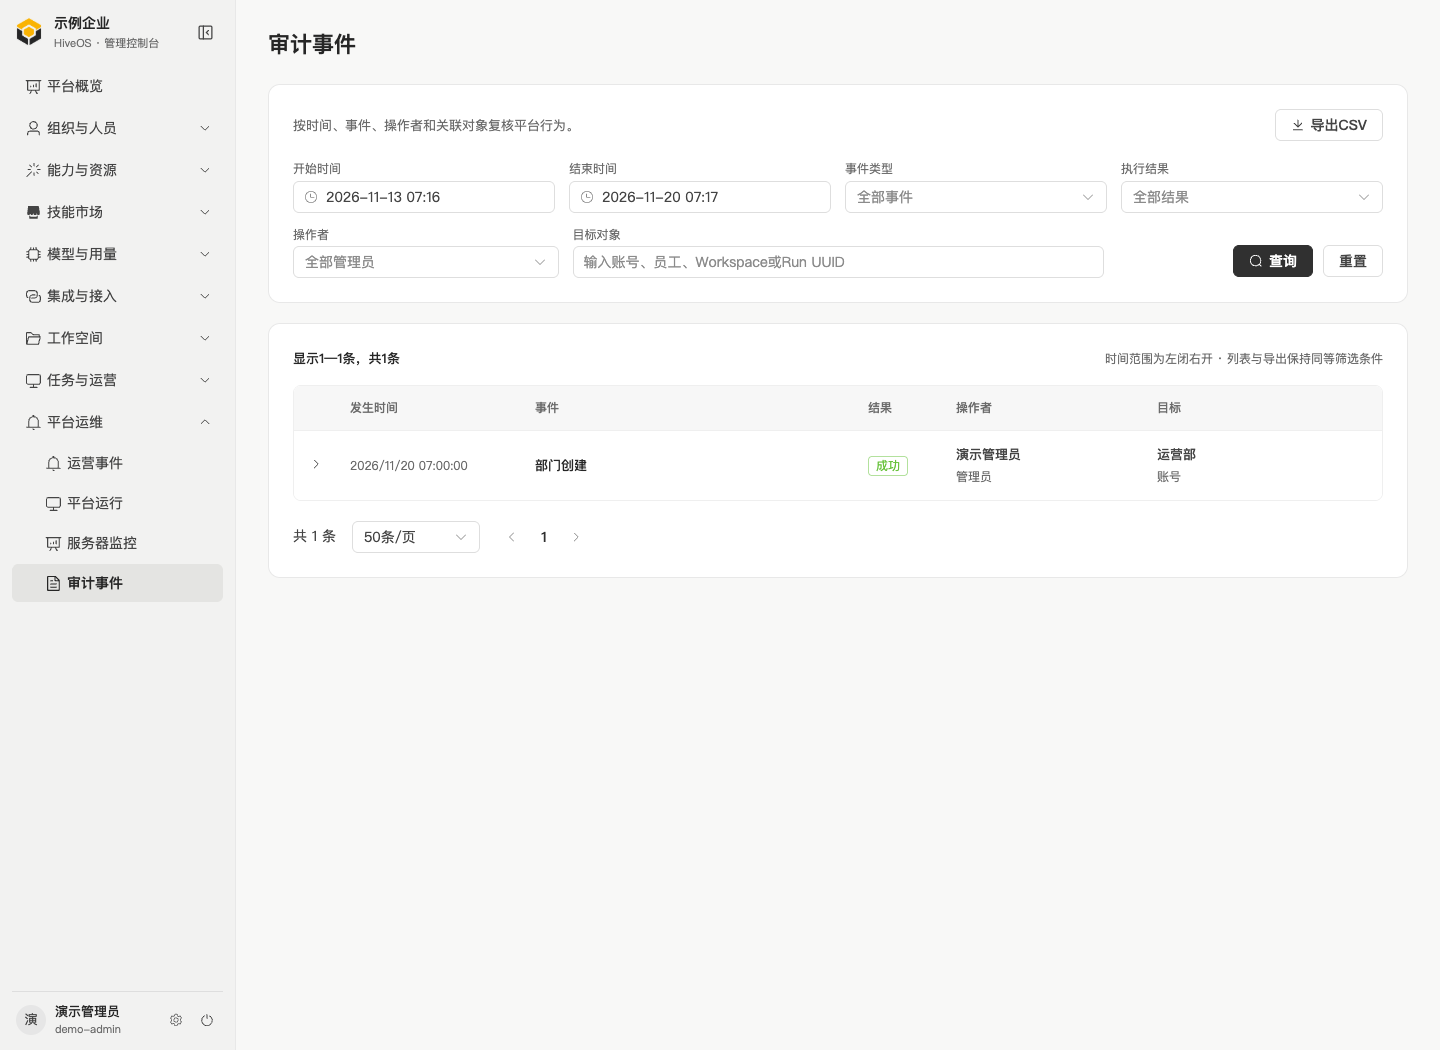 示例企业
HiveOS · 管理控制台
平台概览
组织与人员
能力与资源
技能市场
模型与用量
集成与接入
工作空间
任务与运营
平台运维
运营事件
平台运行
服务器监控
审计事件
演
演示管理员
demo-admin
审计事件
按时间、事件、操作者和关联对象复核平台行为。
导出CSV
开始时间
结束时间
事件类型
执行结果
2026-11-13 07:16
2026-11-20 07:17
全部事件
全部结果
操作者
目标对象
全部管理员
输入账号、员工、Workspace或Run UUID
查询
重置
显示1—1条，共1条
时间范围为左闭右开 · 列表与导出保持同等筛选条件
发生时间 事件 结果 操作者 目标
2026/11/20 07:00:00 部门创建 成功 演示管理员 运营部
管理员 账号
共 1 条
50条/页
1